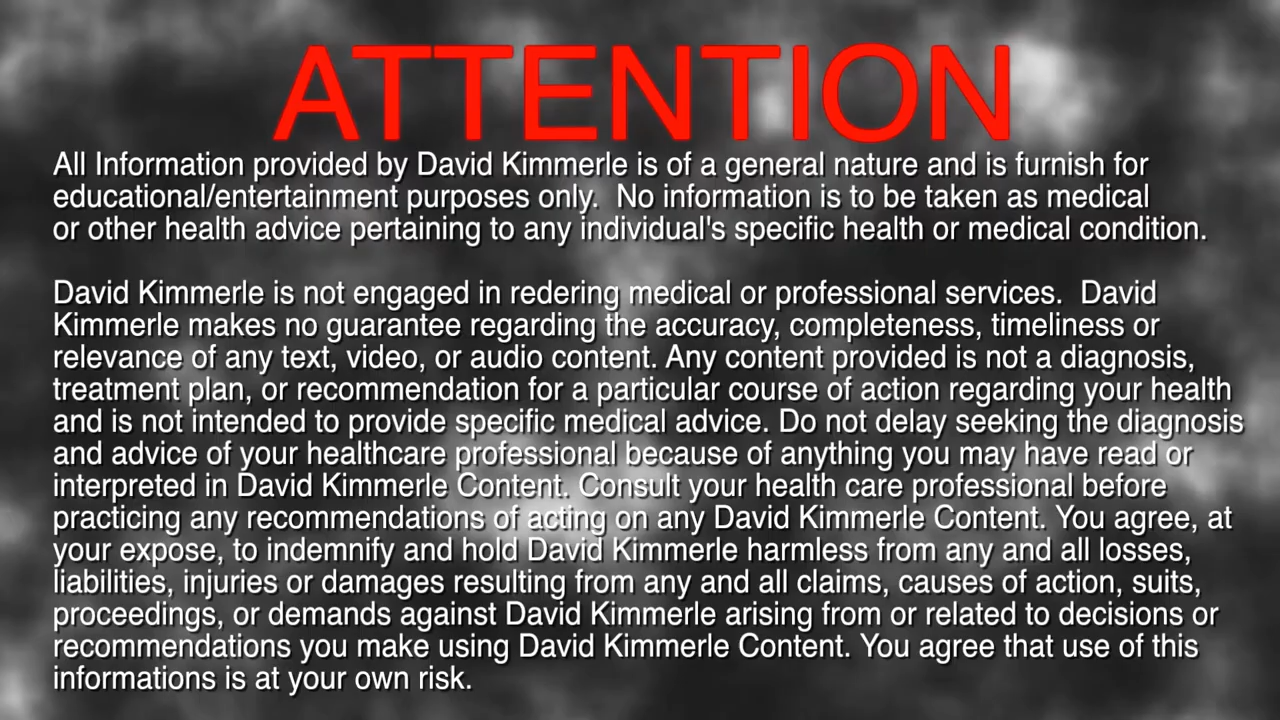 ATTENTION
All Information provided by David Kimmerle is of a general nature and is furnish for
educational/entertainment purposes only.  No information is to be taken as medical
or other health advice pertaining to any individual's specific health or medical condition.
David Kimmerle is not engaged in redering medical or professional services.  David
Kimmerle makes no guarantee regarding the accuracy, completeness, timeliness or
relevance of any text, video, or audio content. Any content provided is not a diagnosis,
treatment plan, or recommendation for a particular course of action regarding your health
and is not intended to provide specific medical advice. Do not delay seeking the diagnosis
and advice of your healthcare professional because of anything you may have read or
interpreted in David Kimmerle Content. Consult your health care professional before
practicing any recommendations of acting on any David Kimmerle Content. You agree, at
your expose, to indemnify and hold David Kimmerle harmless from any and all losses,
liabilities, injuries or damages resulting from any and all claims, causes of action, suits,
proceedings, or demands against David Kimmerle arising from or related to decisions or
recommendations you make using David Kimmerle Content. You agree that use of this
informations is at your own risk.